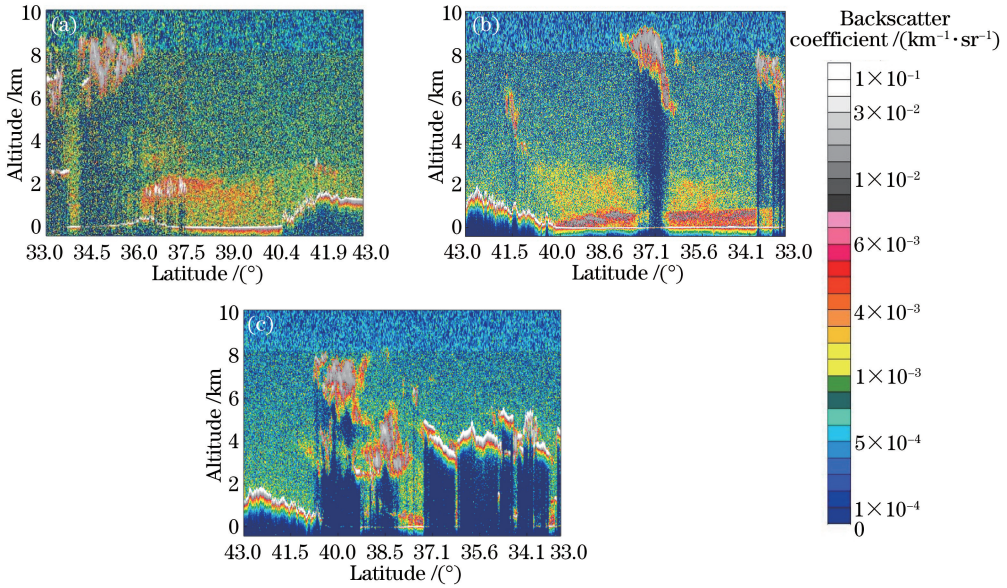 (a)
10
8
6
4
2
0
Altitude /km
33.0 34.5 36.0 37.5 39.0 40.4 41.9 43.0
Latitude /(°)
(b)
10
8
6
4
2
0
Altitude /km
43.0 41.5 40.0 38.6 37.1 35.6 34.1 33.0
Latitude /(°)
Backscatter
coefficient /(km⁻¹·sr⁻¹)
1×10⁻¹
3×10⁻²
1×10⁻²
6×10⁻³
4×10⁻³
1×10⁻³
5×10⁻⁴
1×10⁻⁴
0
(c)
10
8
6
4
2
0
Altitude /km
43.0 41.5 40.0 38.5 37.1 35.6 34.1 33.0
Latitude /(°)